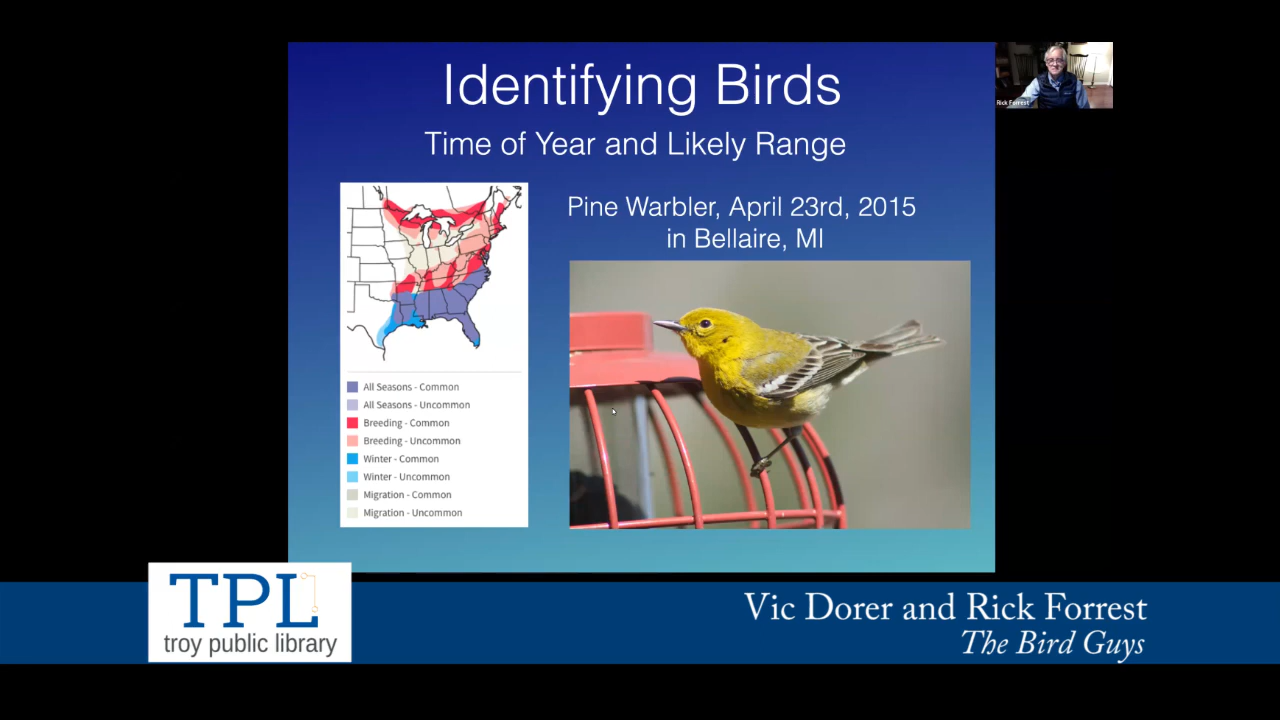 Identifying Birds
Time of Year and Likely Range
Rick Forrest
Pine Warbler, April 23rd, 2015
in Bellaire, MI
All Seasons - Common
All Seasons - Uncommon
Breeding - Common
Breeding - Uncommon
Winter - Common
Winter - Uncommon
Migration - Common
Migration - Uncommon
TPL
troy public library
Vic Dorer and Rick Forrest
The Bird Guys